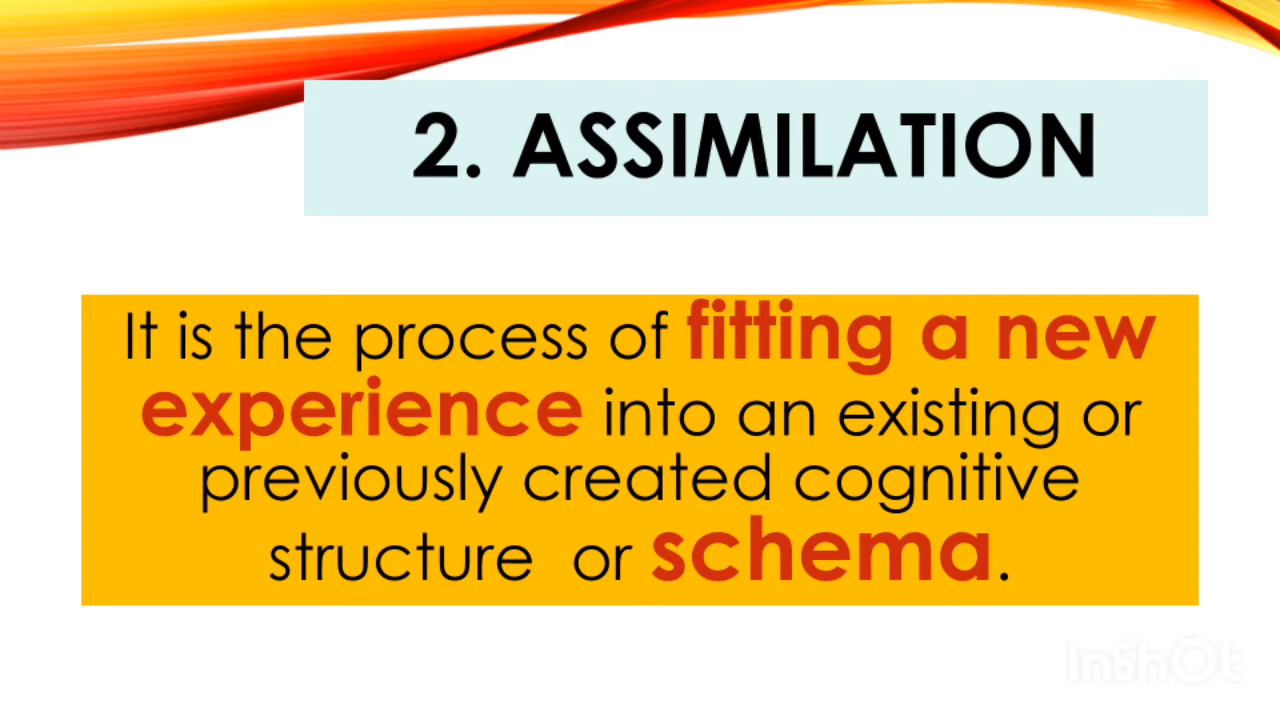 2. ASSIMILATION
It is the process of fitting a new
experience into an existing or
previously created cognitive
structure or schema.
InShOt